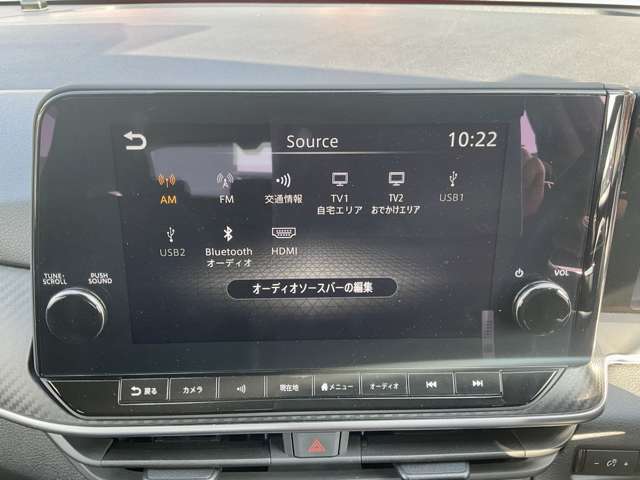 Source
10:22
AM
FM
交通情報
TV1
自宅エリア
TV2
おでかけエリア
USB1
USB2
Bluetooth
オーディオ
HDMI
オーディオソースバーの編集
TUNE・
SCROLL
PUSH
SOUND
VOL
戻る
カメラ
現在地
メニュー
オーディオ